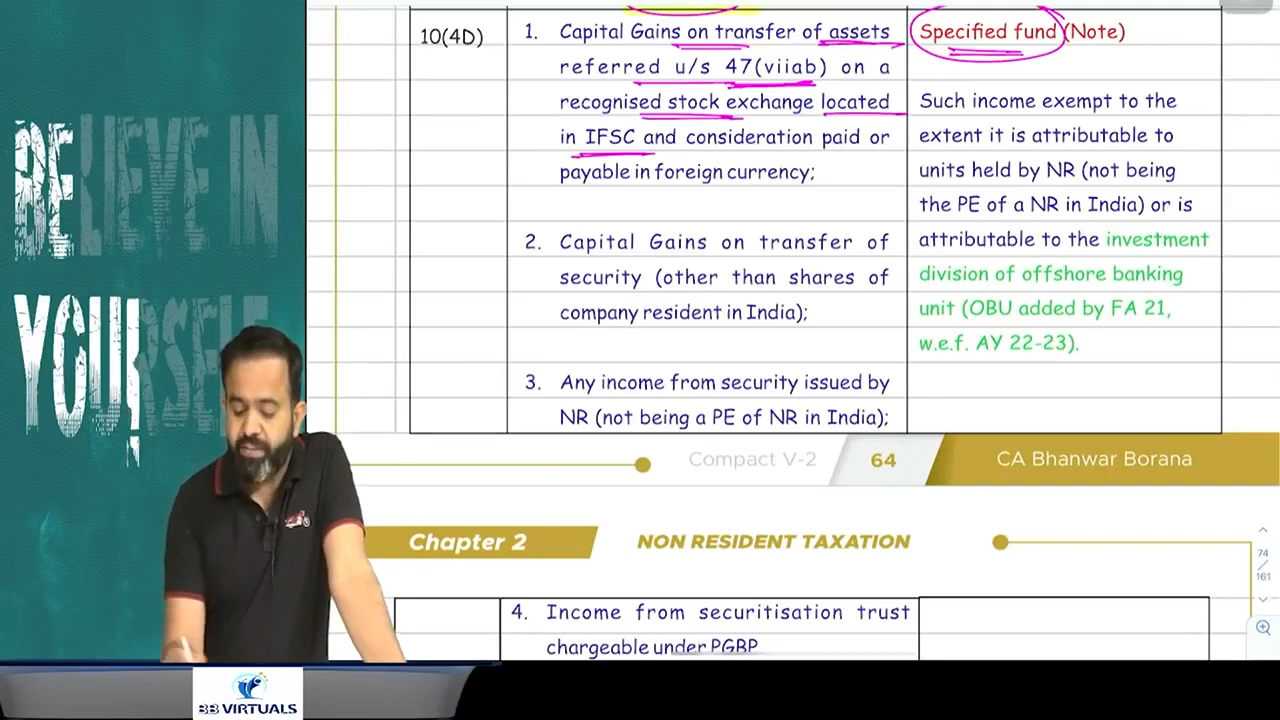 BELIEVE IN
YOURSELF
10(4D)
1. Capital Gains on transfer of assets
referred u/s 47(viiab) on a
recognised stock exchange located
in IFSC and consideration paid or
payable in foreign currency;
2. Capital Gains on transfer of
security (other than shares of
company resident in India);
3. Any income from security issued by
NR (not being a PE of NR in India);
Specified fund (Note)
Such income exempt to the
extent it is attributable to
units held by NR (not being
the PE of a NR in India) or is
attributable to the investment
division of offshore banking
unit (OBU added by FA 21,
w.e.f. AY 22-23).
Compact V-2
64
CA Bhanwar Borana
Chapter 2
NON RESIDENT TAXATION
74
/
161
4. Income from securitisation trust
chargeable under PGBP
BB VIRTUALS